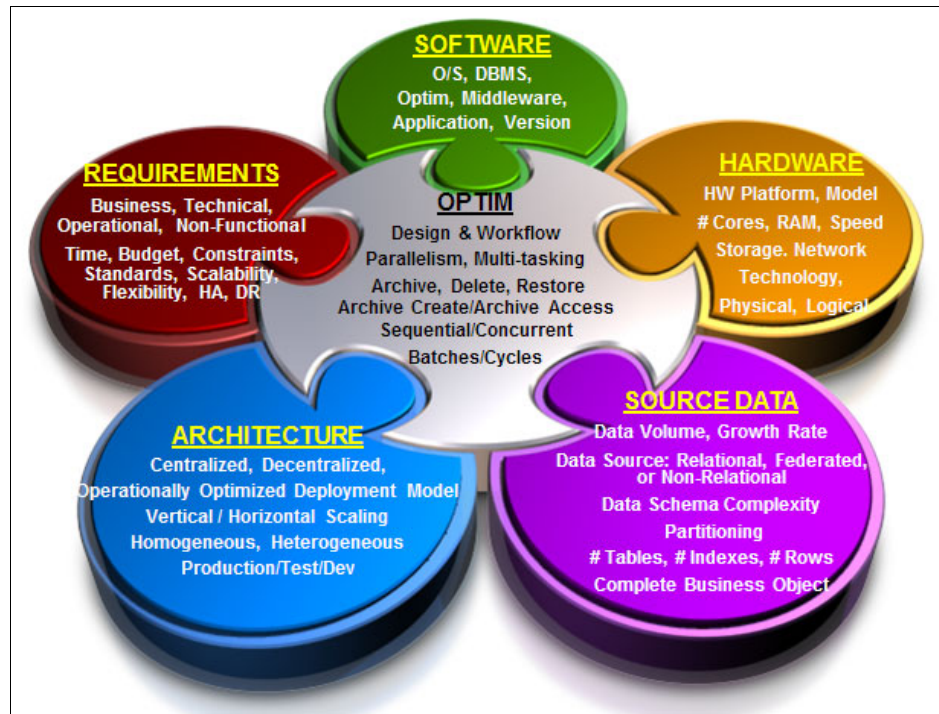 SOFTWARE
O/S, DBMS,
Optim, Middleware,
Application, Version
REQUIREMENTS
Business, Technical,
Operational, Non-Functional
Time, Budget, Constraints,
Standards, Scalability,
Flexibility, HA, DR
HARDWARE
HW Platform, Model
# Cores, RAM, Speed
Storage. Network
Technology,
Physical, Logical
OPTIM
Design & Workflow
Parallelism, Multi-tasking
Archive, Delete, Restore
Archive Create/Archive Access
Sequential/Concurrent
Batches/Cycles
ARCHITECTURE
Centralized, Decentralized,
Operationally Optimized Deployment Model
Vertical / Horizontal Scaling
Homogeneous, Heterogeneous
Production/Test/Dev
SOURCE DATA
Data Volume, Growth Rate
Data Source: Relational, Federated,
or Non-Relational
Data Schema Complexity
Partitioning
# Tables, # Indexes, # Rows
Complete Business Object